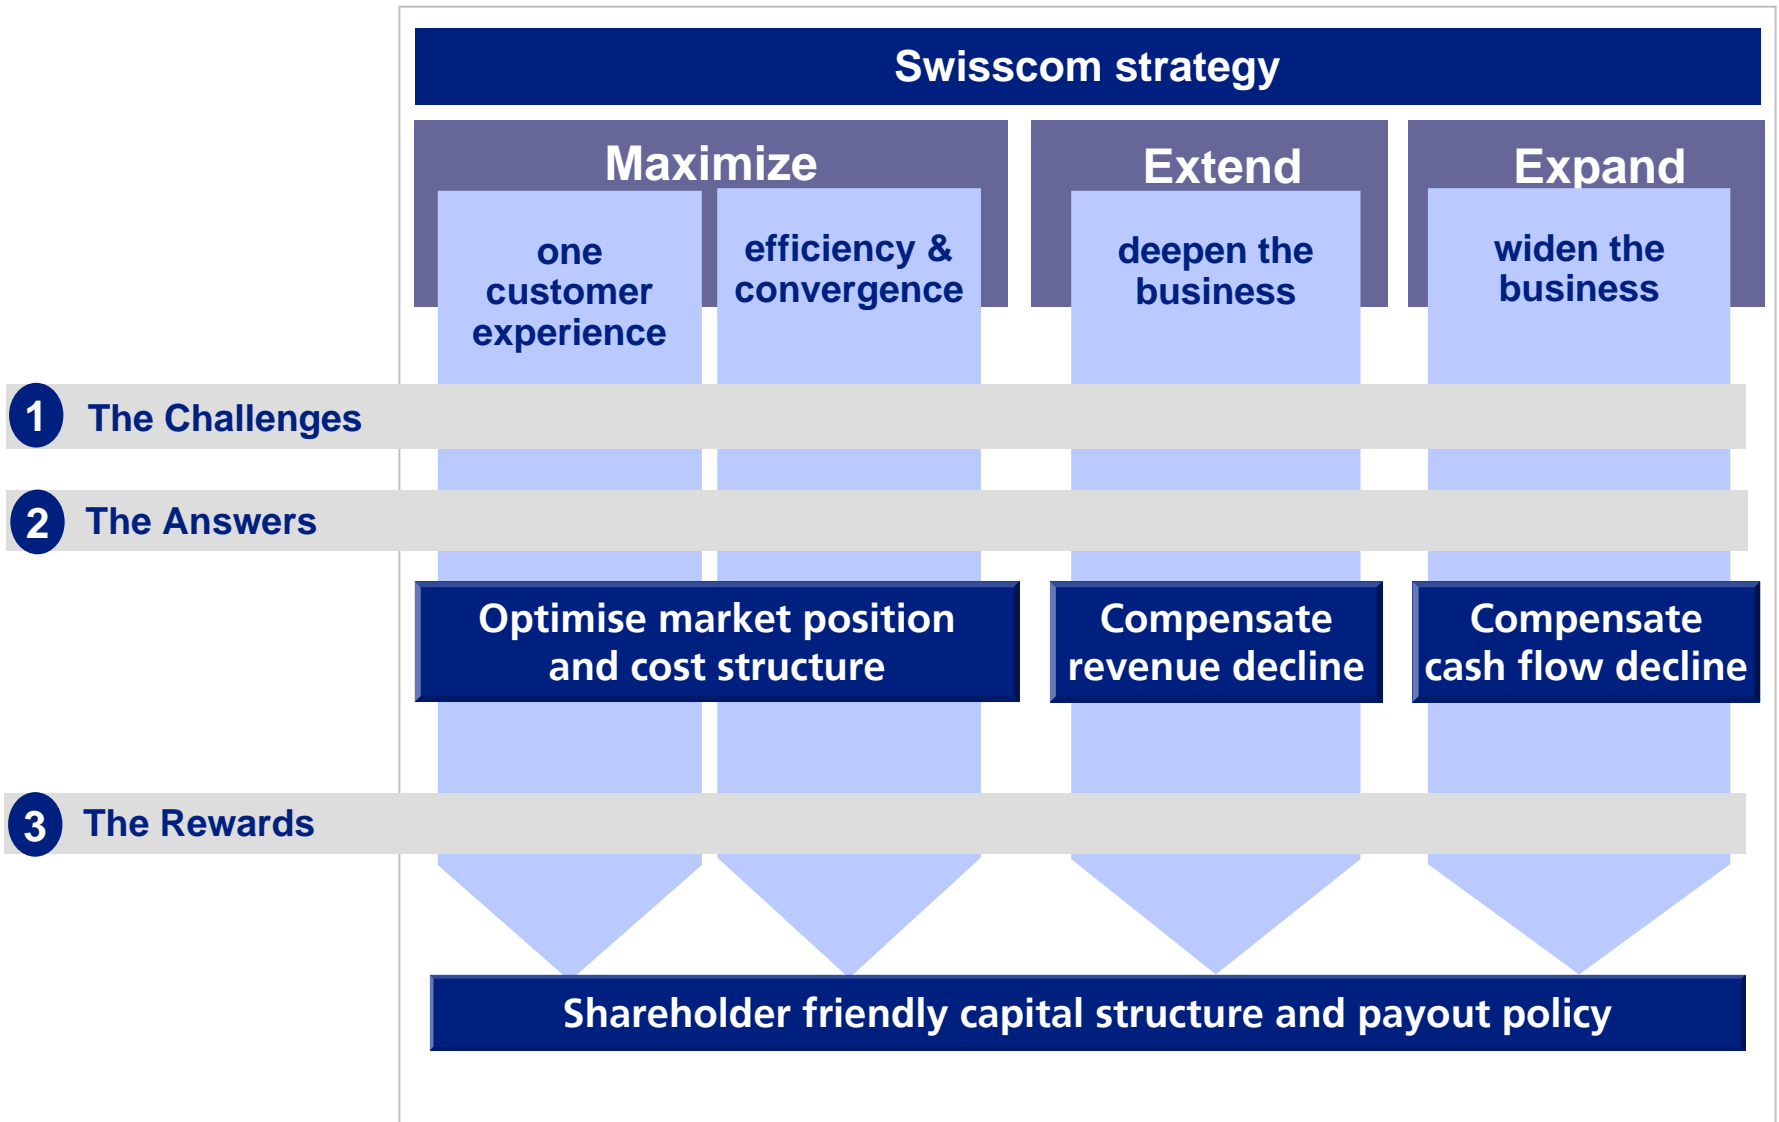 Swisscom strategy
Maximize
Extend
Expand
one
customer
experience
efficiency &
convergence
deepen the
business
widen the
business
1 The Challenges
2 The Answers
Optimise market position
and cost structure
Compensate
revenue decline
Compensate
cash flow decline
3 The Rewards
Shareholder friendly capital structure and payout policy